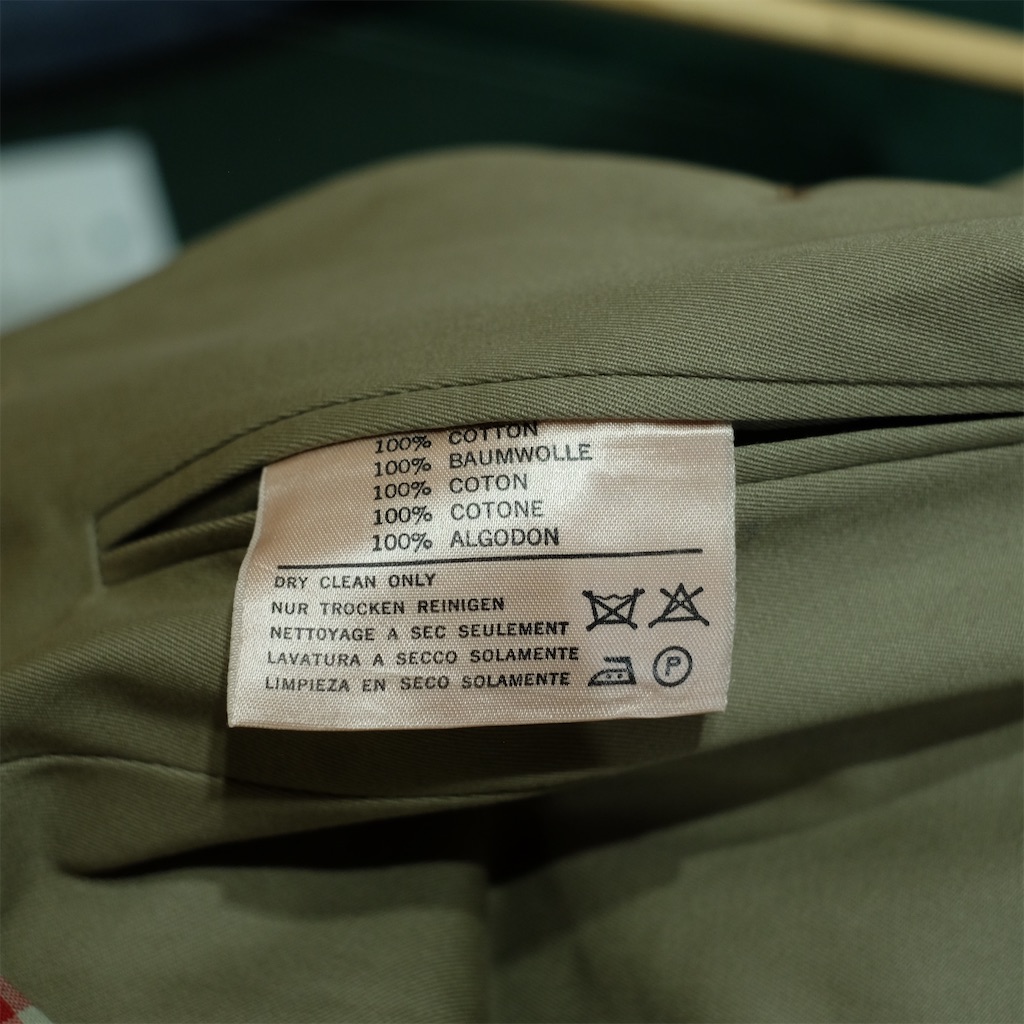 100% COTTON
100% BAUMWOLLE
100% COTON
100% COTONE
100% ALGODON
DRY CLEAN ONLY
NUR TROCKEN REINIGEN
NETTOYAGE A SEC SEULEMENT
LAVATURA A SECCO SOLAMENTE
LIMPIEZA EN SECO SOLAMENTE
P